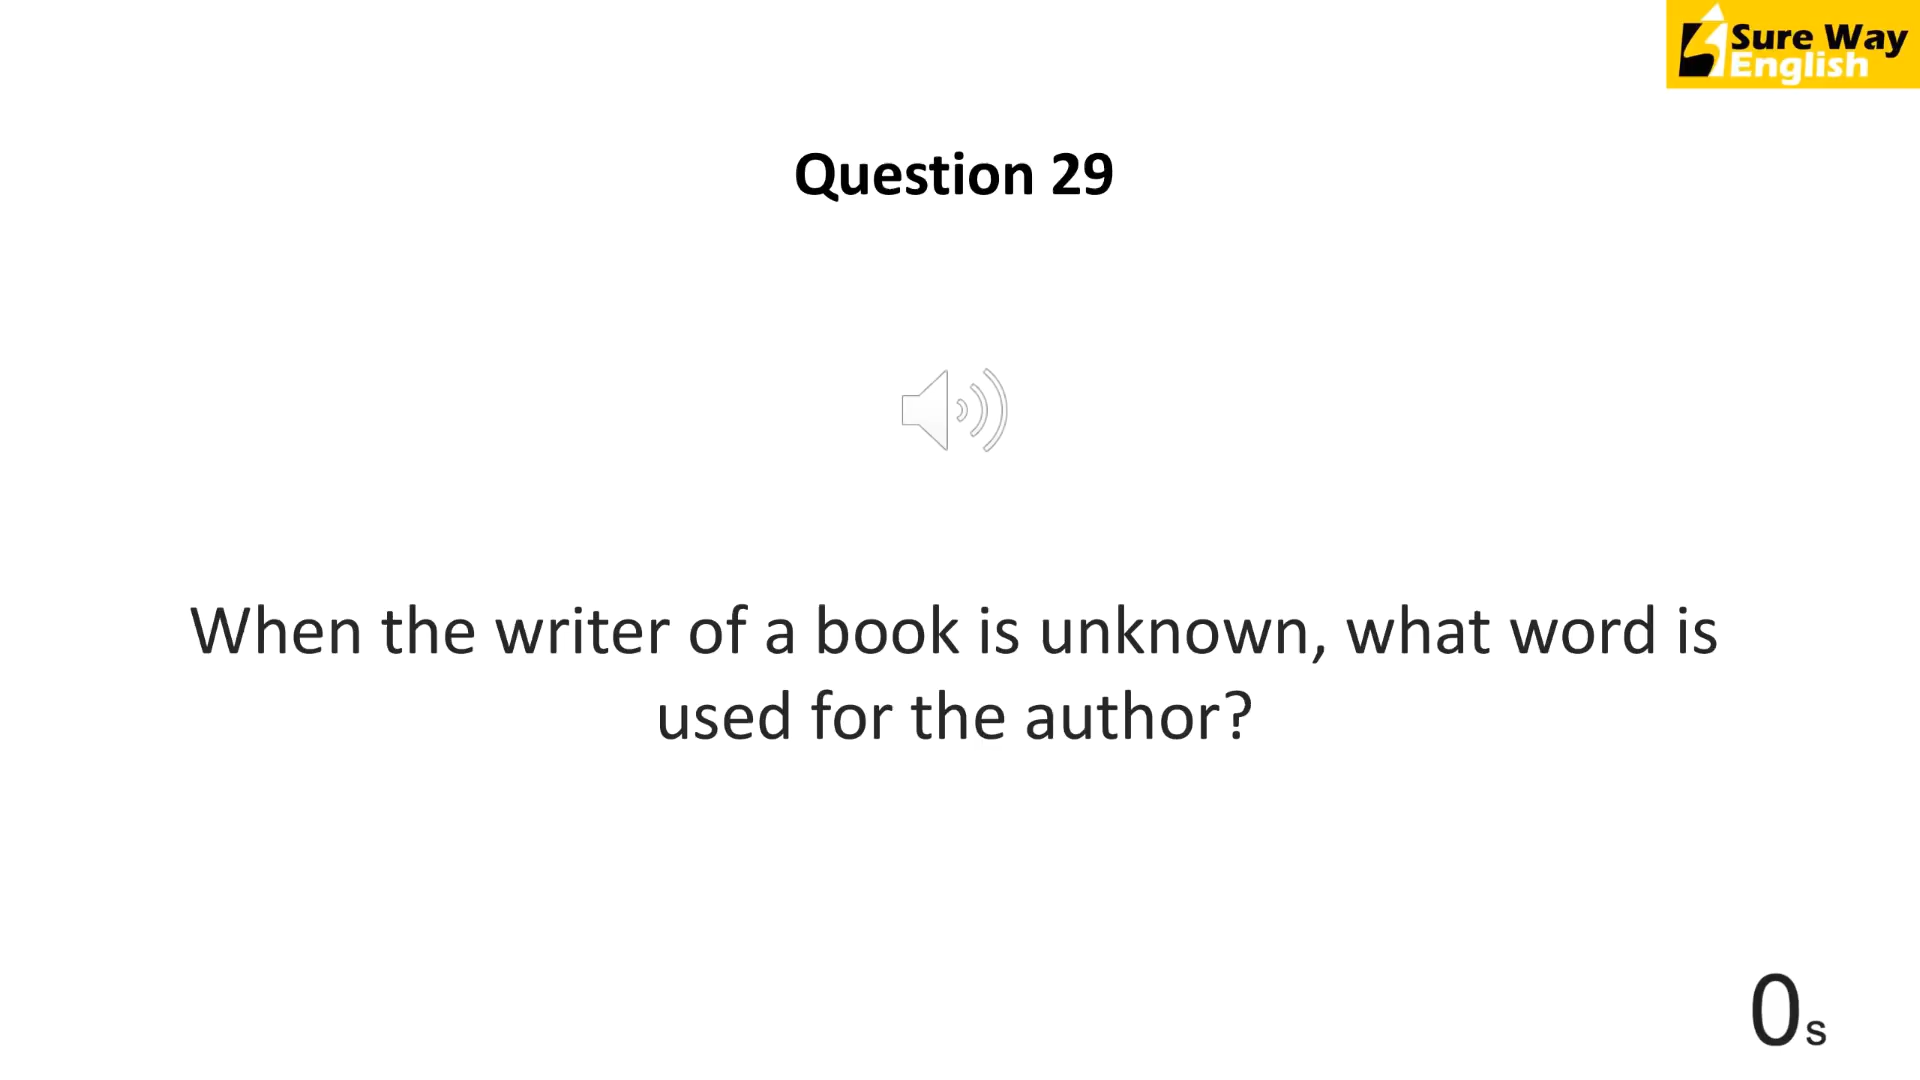 Sure Way
English
Question 29
When the writer of a book is unknown, what word is
used for the author?
0s